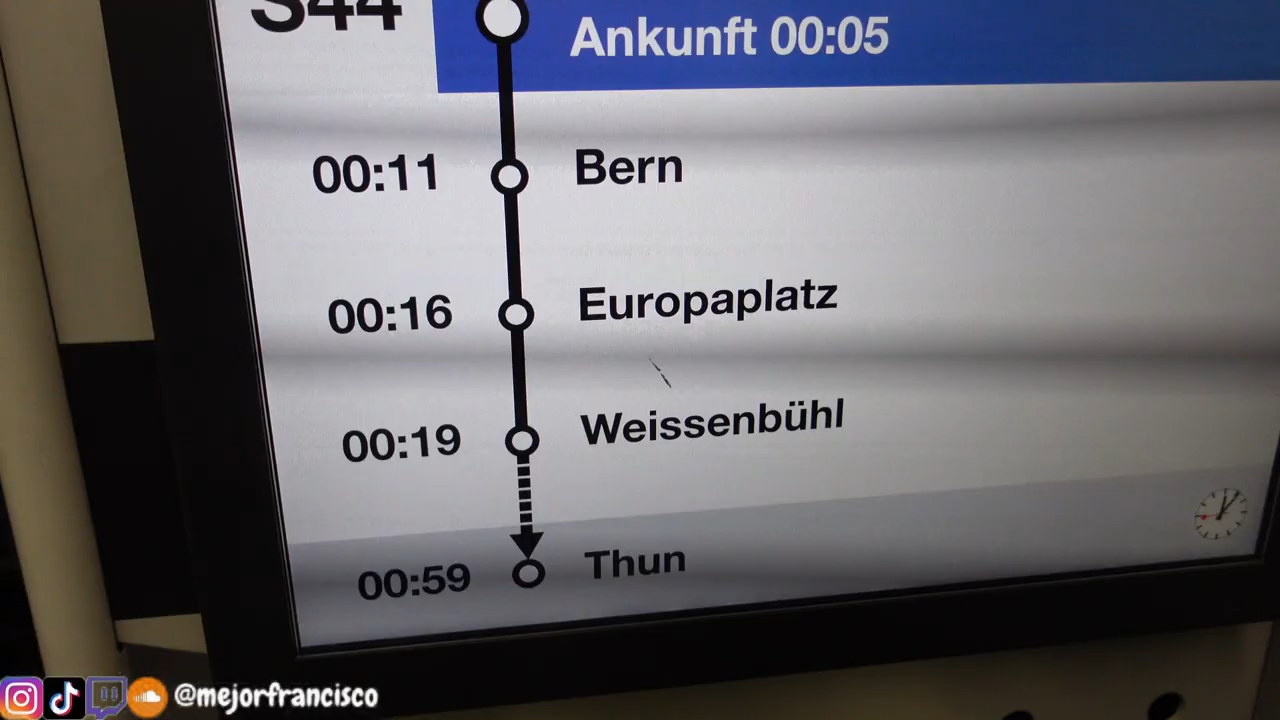 S44
Ankunft 00:05
00:11 Bern
00:16 Europaplatz
00:19 Weissenbühl
00:59 Thun
@mejorfrancisco